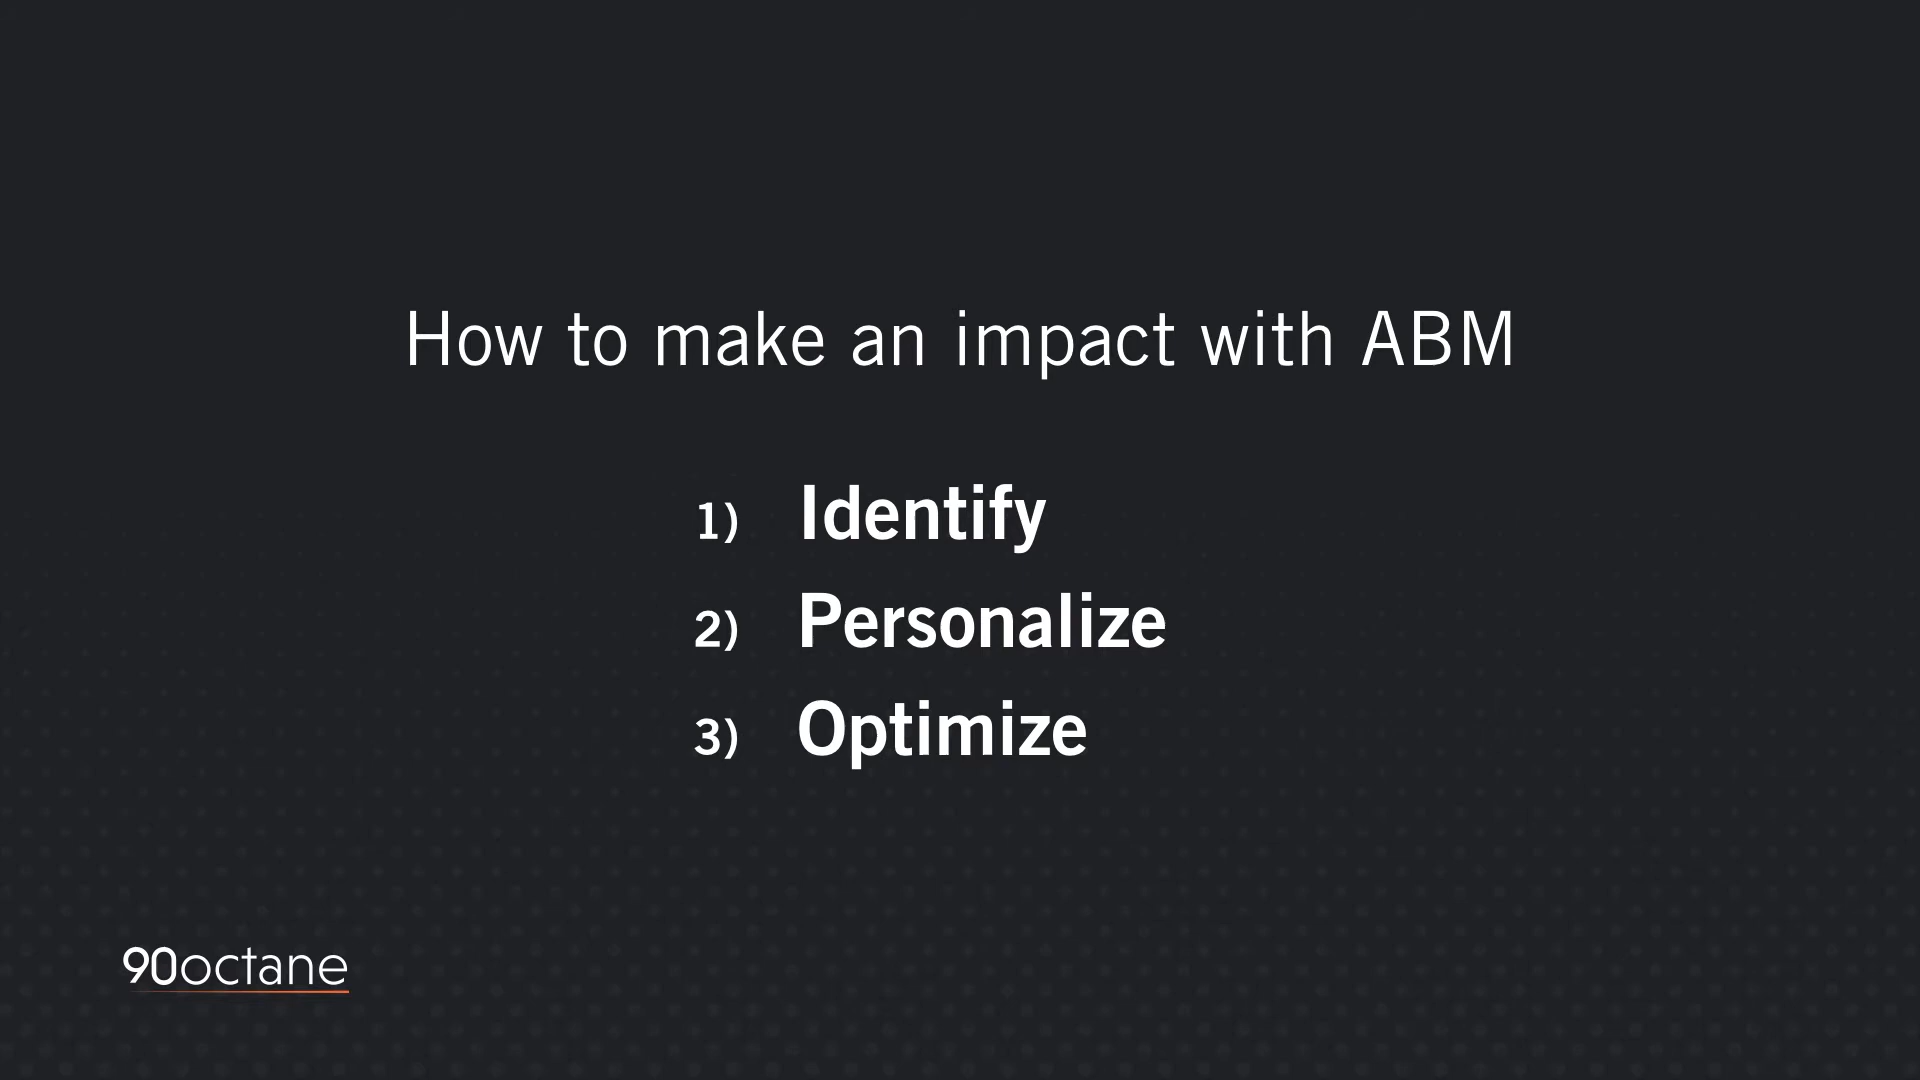 How to make an impact with ABM
1) Identify
2) Personalize
3) Optimize
90octane